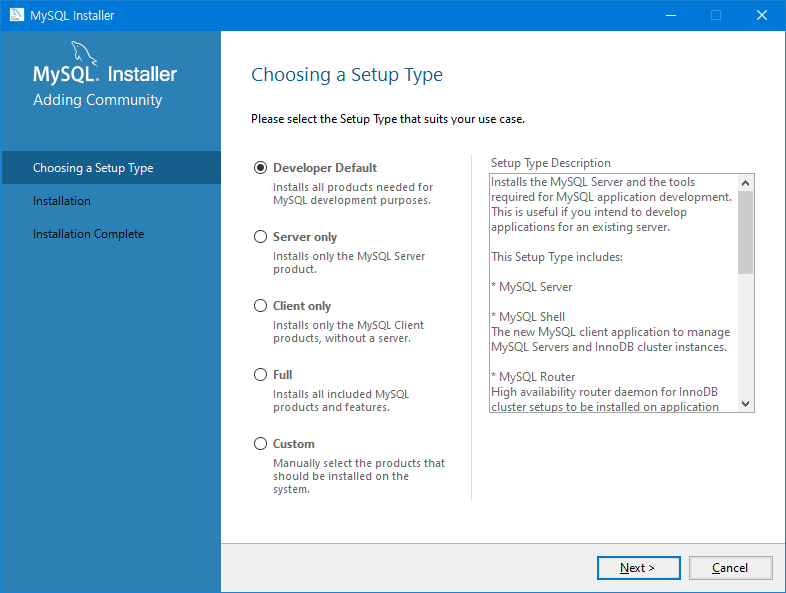 MySQL Installer
MySQL. Installer
Adding Community
Choosing a Setup Type
Installation
Installation Complete
Choosing a Setup Type
Please select the Setup Type that suits your use case.
Developer Default
Installs all products needed for
MySQL development purposes.
Server only
Installs only the MySQL Server
product.
Client only
Installs only the MySQL Client
products, without a server.
Full
Installs all included MySQL
products and features.
Custom
Manually select the products that
should be installed on the
system.
Setup Type Description
Installs the MySQL Server and the tools
required for MySQL application development.
This is useful if you intend to develop
applications for an existing server.
This Setup Type includes:
* MySQL Server
* MySQL Shell
The new MySQL client application to manage
MySQL Servers and InnoDB cluster instances.
* MySQL Router
High availability router daemon for InnoDB
cluster setups to be installed on application
Next >
Cancel